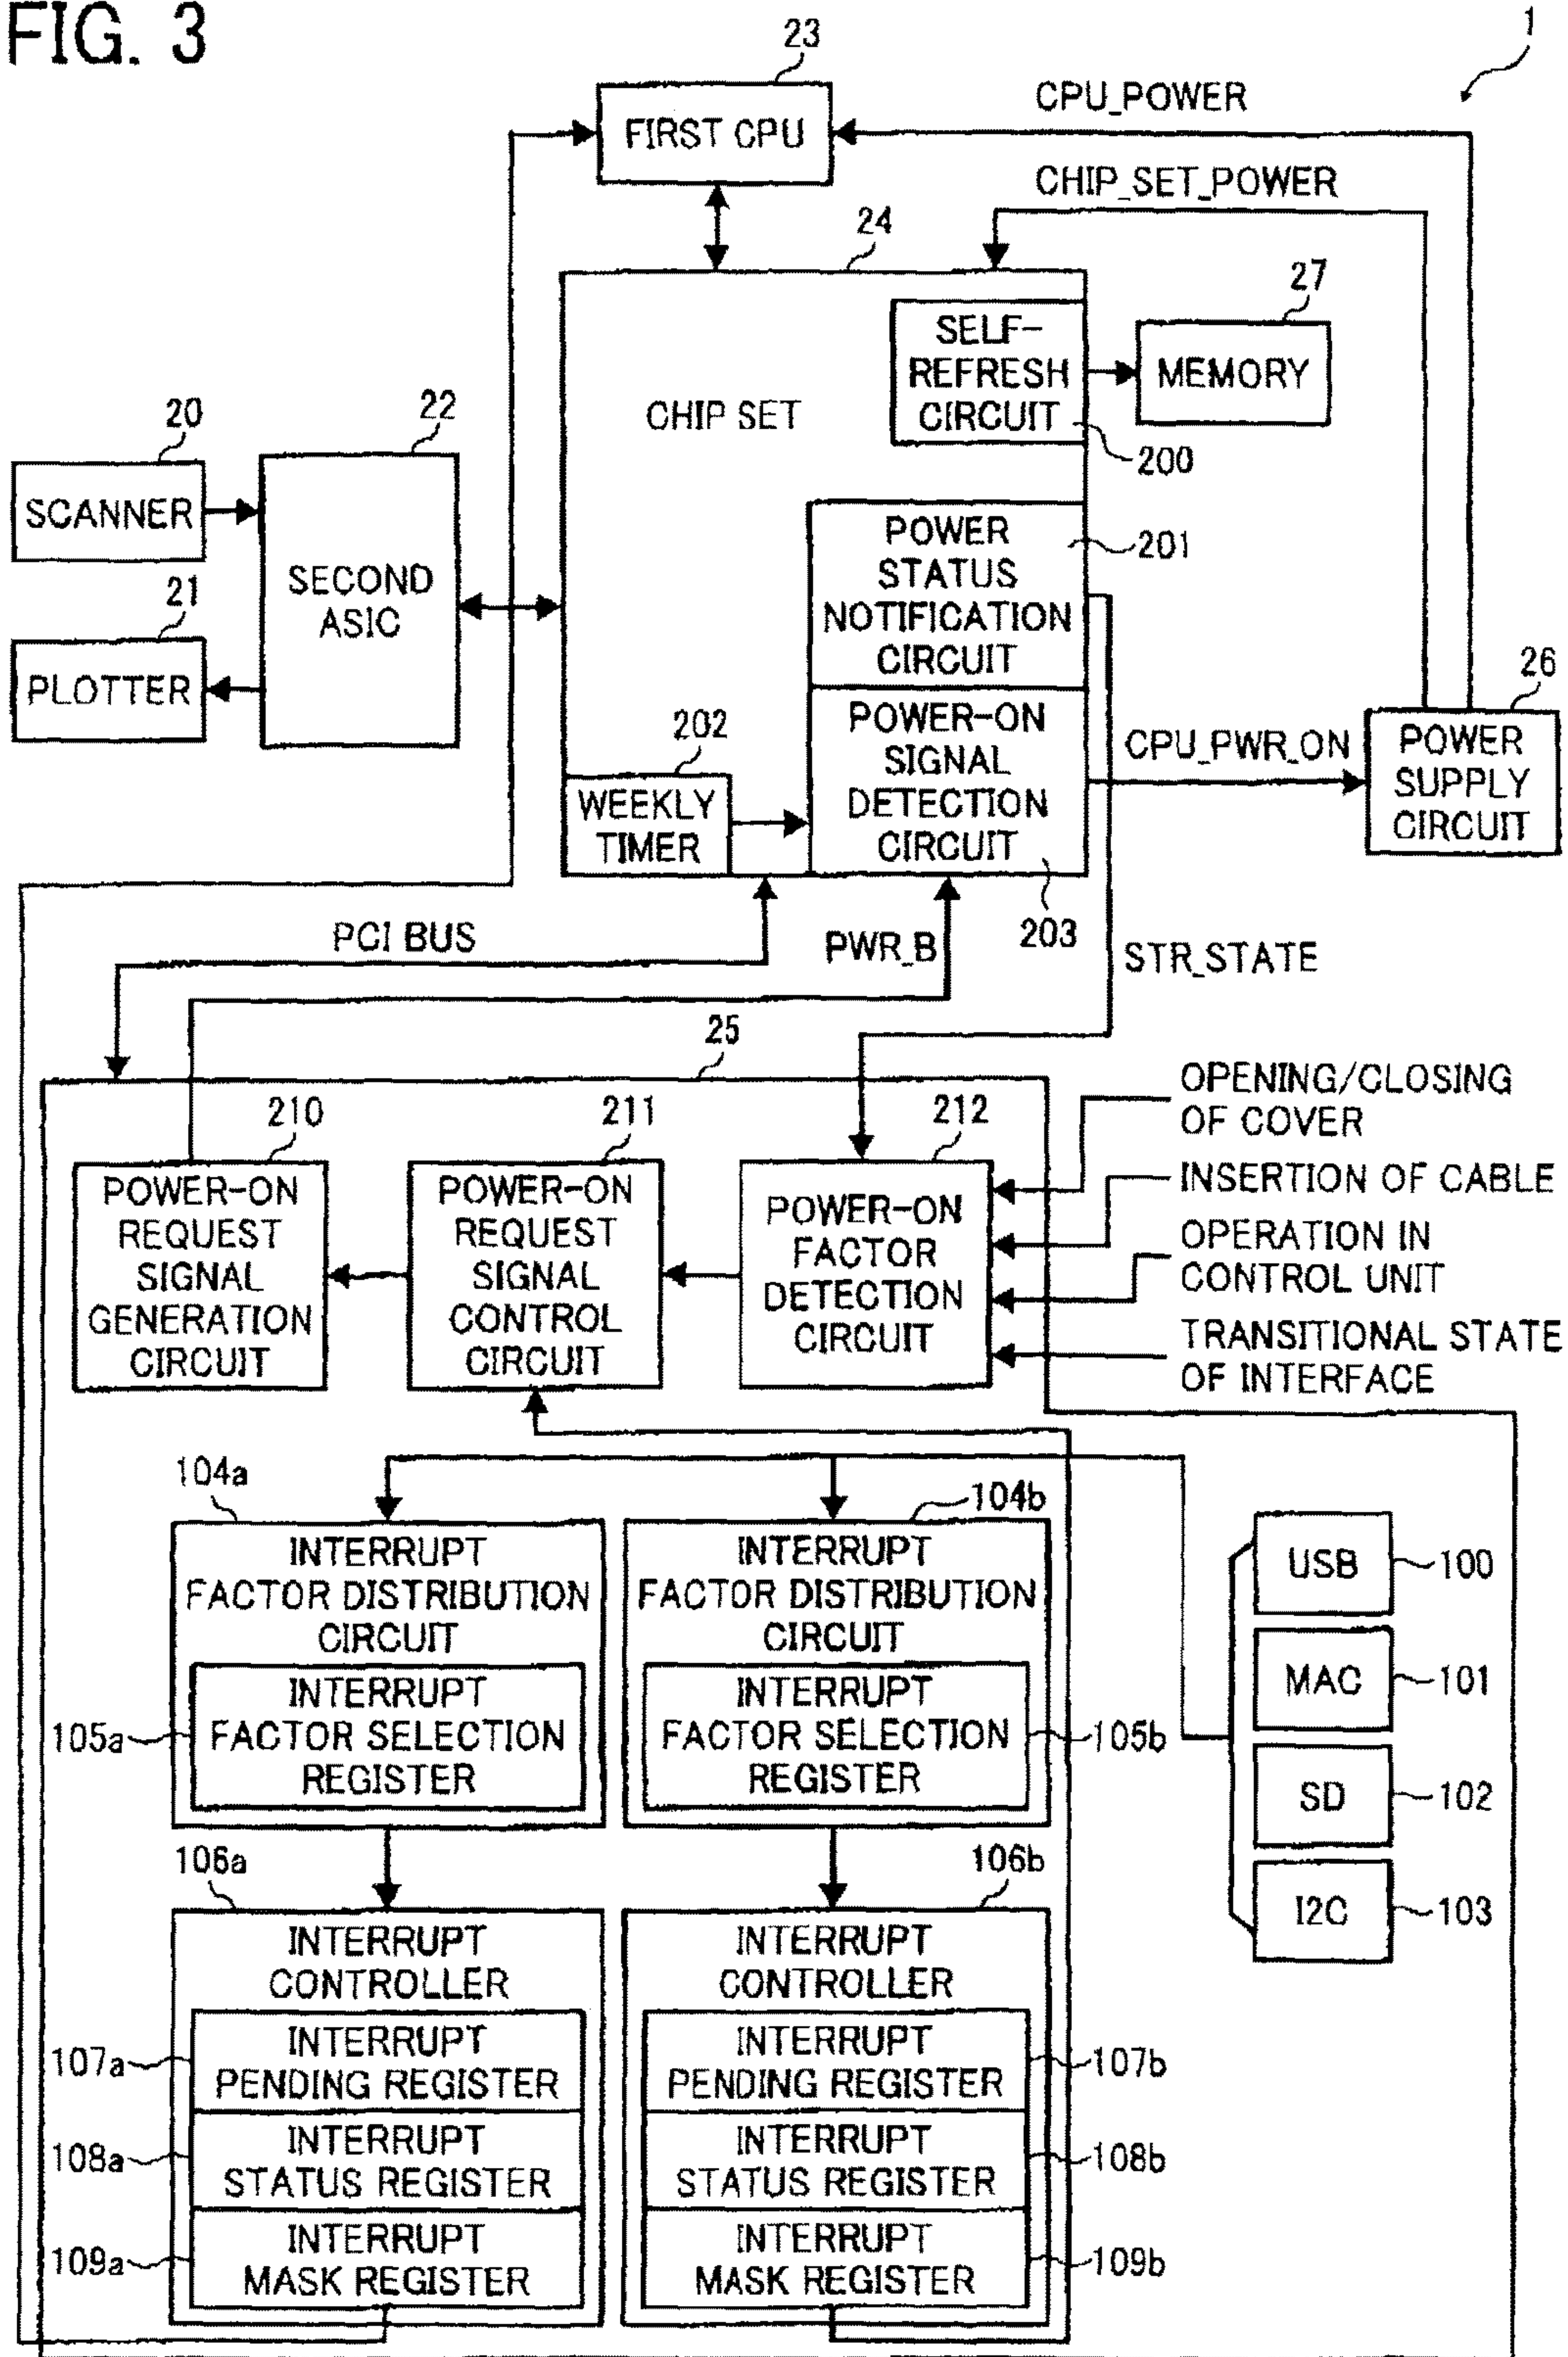 FIG. 3
1
23
FIRST CPU
CPU_POWER
CHIP_SET_POWER
24
27
SELF-
REFRESH
CIRCUIT
200
MEMORY
CHIP SET
20
SCANNER
22
SECOND
ASIC
21
PLOTTER
POWER
STATUS
NOTIFICATION
CIRCUIT
201
26
POWER
SUPPLY
CIRCUIT
202
WEEKLY
TIMER
POWER-ON
SIGNAL
DETECTION
CIRCUIT
203
CPU_PWR_ON
PCI BUS
PWR_B
STR_STATE
25
210
POWER-ON
REQUEST
SIGNAL
GENERATION
CIRCUIT
211
POWER-ON
REQUEST
SIGNAL
CONTROL
CIRCUIT
212
POWER-ON
FACTOR
DETECTION
CIRCUIT
OPENING/CLOSING
OF COVER
INSERTION OF CABLE
OPERATION IN
CONTROL UNIT
TRANSITIONAL STATE
OF INTERFACE
104a
INTERRUPT
FACTOR DISTRIBUTION
CIRCUIT
105a
INTERRUPT
FACTOR SELECTION
REGISTER
104b
INTERRUPT
FACTOR DISTRIBUTION
CIRCUIT
INTERRUPT
FACTOR SELECTION
REGISTER
105b
USB
100
MAC
101
SD
102
I2C
103
106a
INTERRUPT
CONTROLLER
107a
INTERRUPT
PENDING REGISTER
108a
INTERRUPT
STATUS REGISTER
109a
INTERRUPT
MASK REGISTER
106b
INTERRUPT
CONTROLLER
INTERRUPT
PENDING REGISTER
107b
INTERRUPT
STATUS REGISTER
108b
INTERRUPT
MASK REGISTER
109b